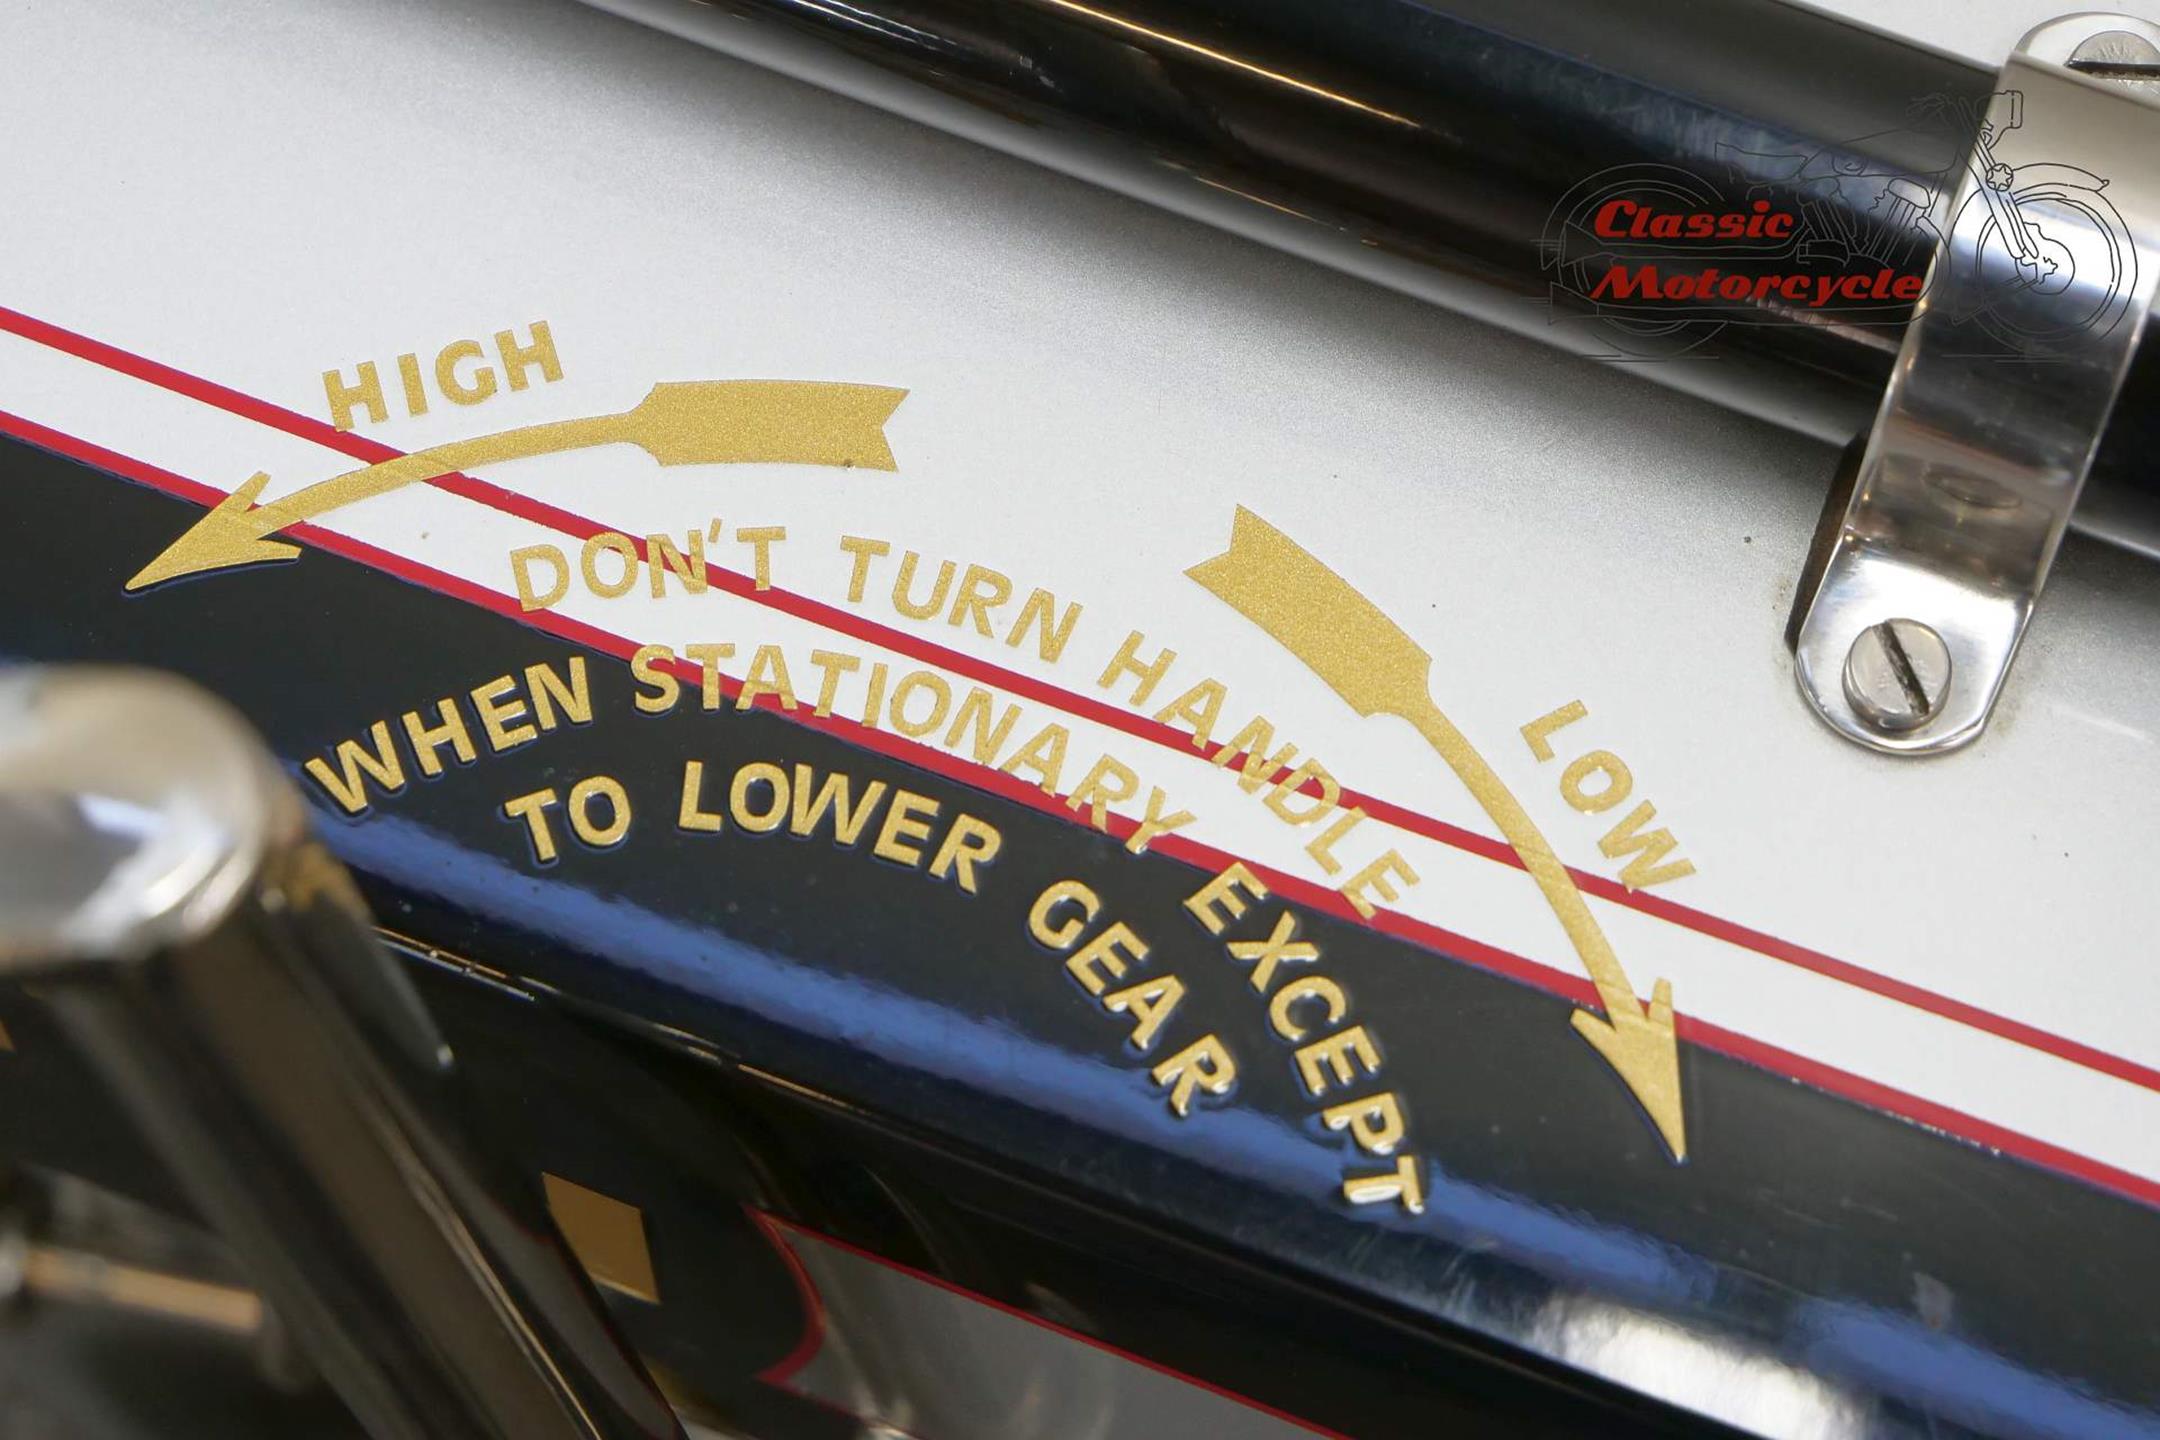 Classic
Motorcycle
HIGH
LOW
DON'T TURN HANDLE
WHEN STATIONARY EXCEPT
TO LOWER GEAR